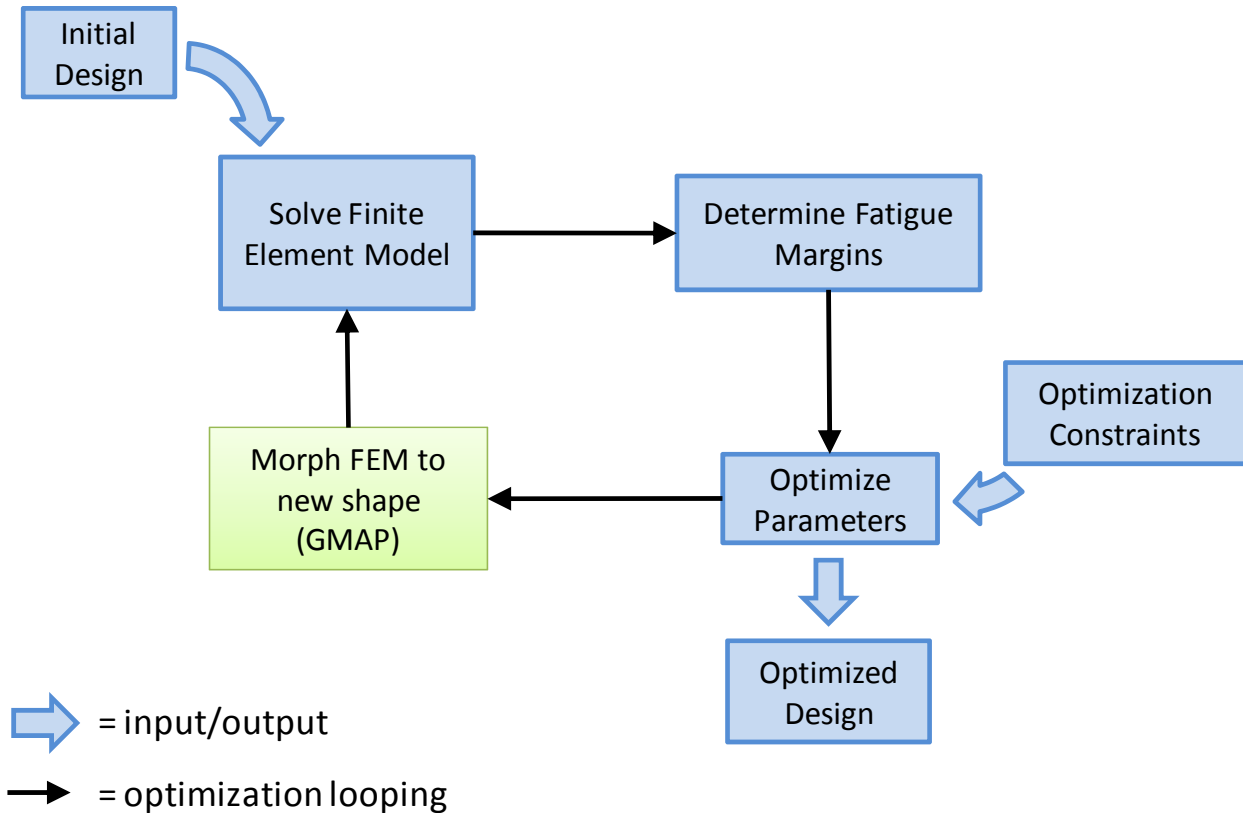 Initial
Design
Solve Finite
Element Model
Determine Fatigue
Margins
Optimization
Constraints
Morph FEM to
new shape
(GMAP)
Optimize
Parameters
Optimized
Design
= input/output
= optimization looping